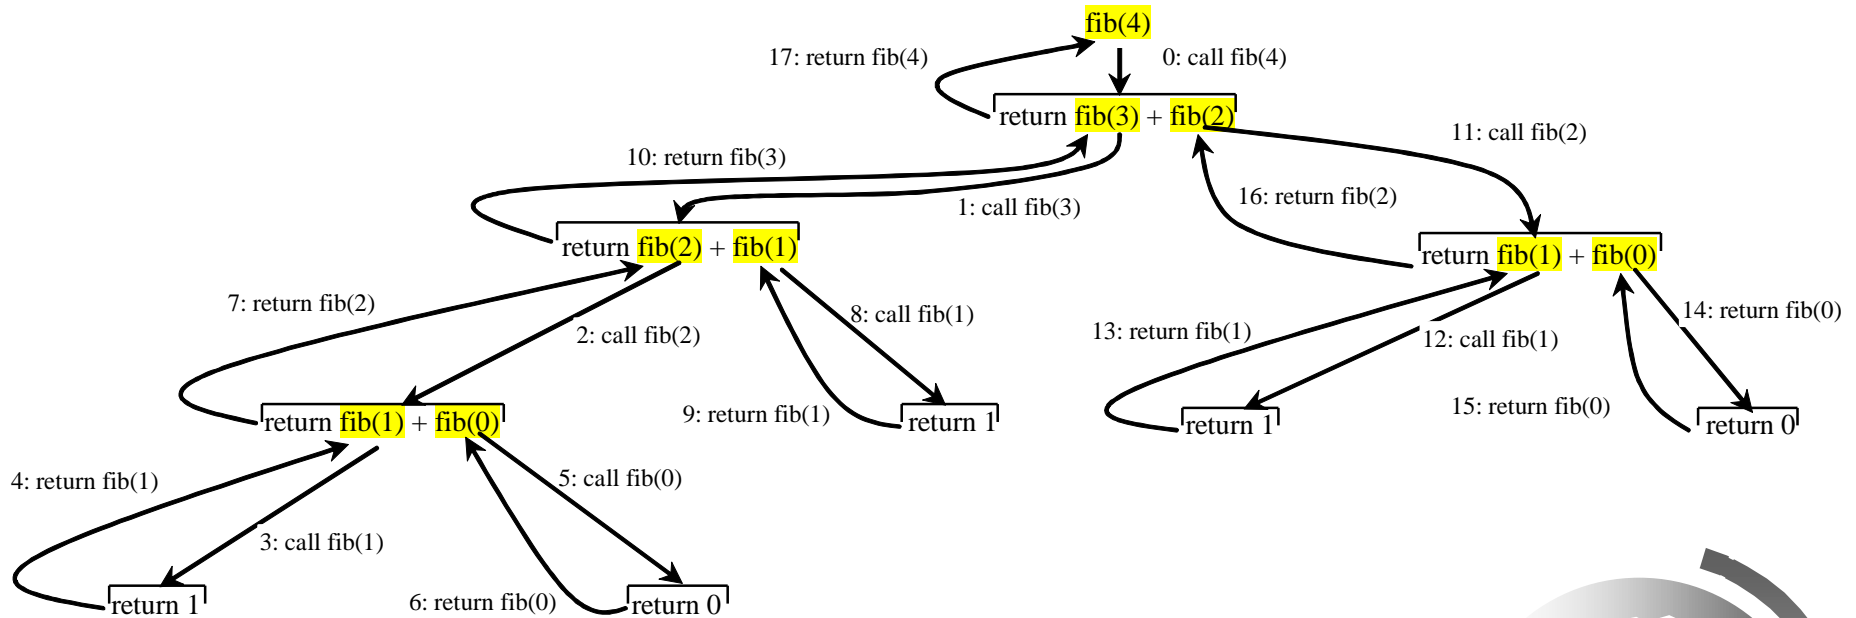 fib(4)
17: return fib(4)
0: call fib(4)
return fib(3) + fib(2)
11: call fib(2)
10: return fib(3)
16: return fib(2)
1: call fib(3)
return fib(2) + fib(1)
return fib(1) + fib(0)
7: return fib(2)
8: call fib(1)
14: return fib(0)
2: call fib(2)
13: return fib(1)
12: call fib(1)
9: return fib(1)
15: return fib(0)
return fib(1) + fib(0)
return 1
return 1
return 0
4: return fib(1)
5: call fib(0)
3: call fib(1)
6: return fib(0)
return 1
return 0